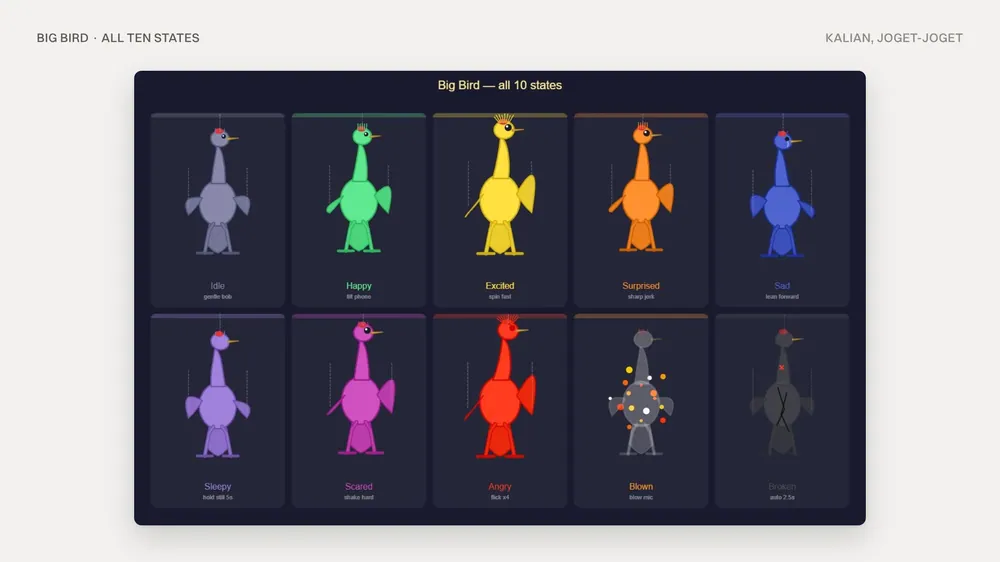 BIG BIRD · ALL TEN STATES
KALIAN, JOGET-JOGET
Big Bird — all 10 states
Idle
gentle bob
Happy
tilt phone
Excited
spin fast
Surprised
sharp jerk
Sad
lean forward
Sleepy
hold still 5s
Scared
shake hard
Angry
flick x4
Blown
blow mic
Broken
auto 2.5s